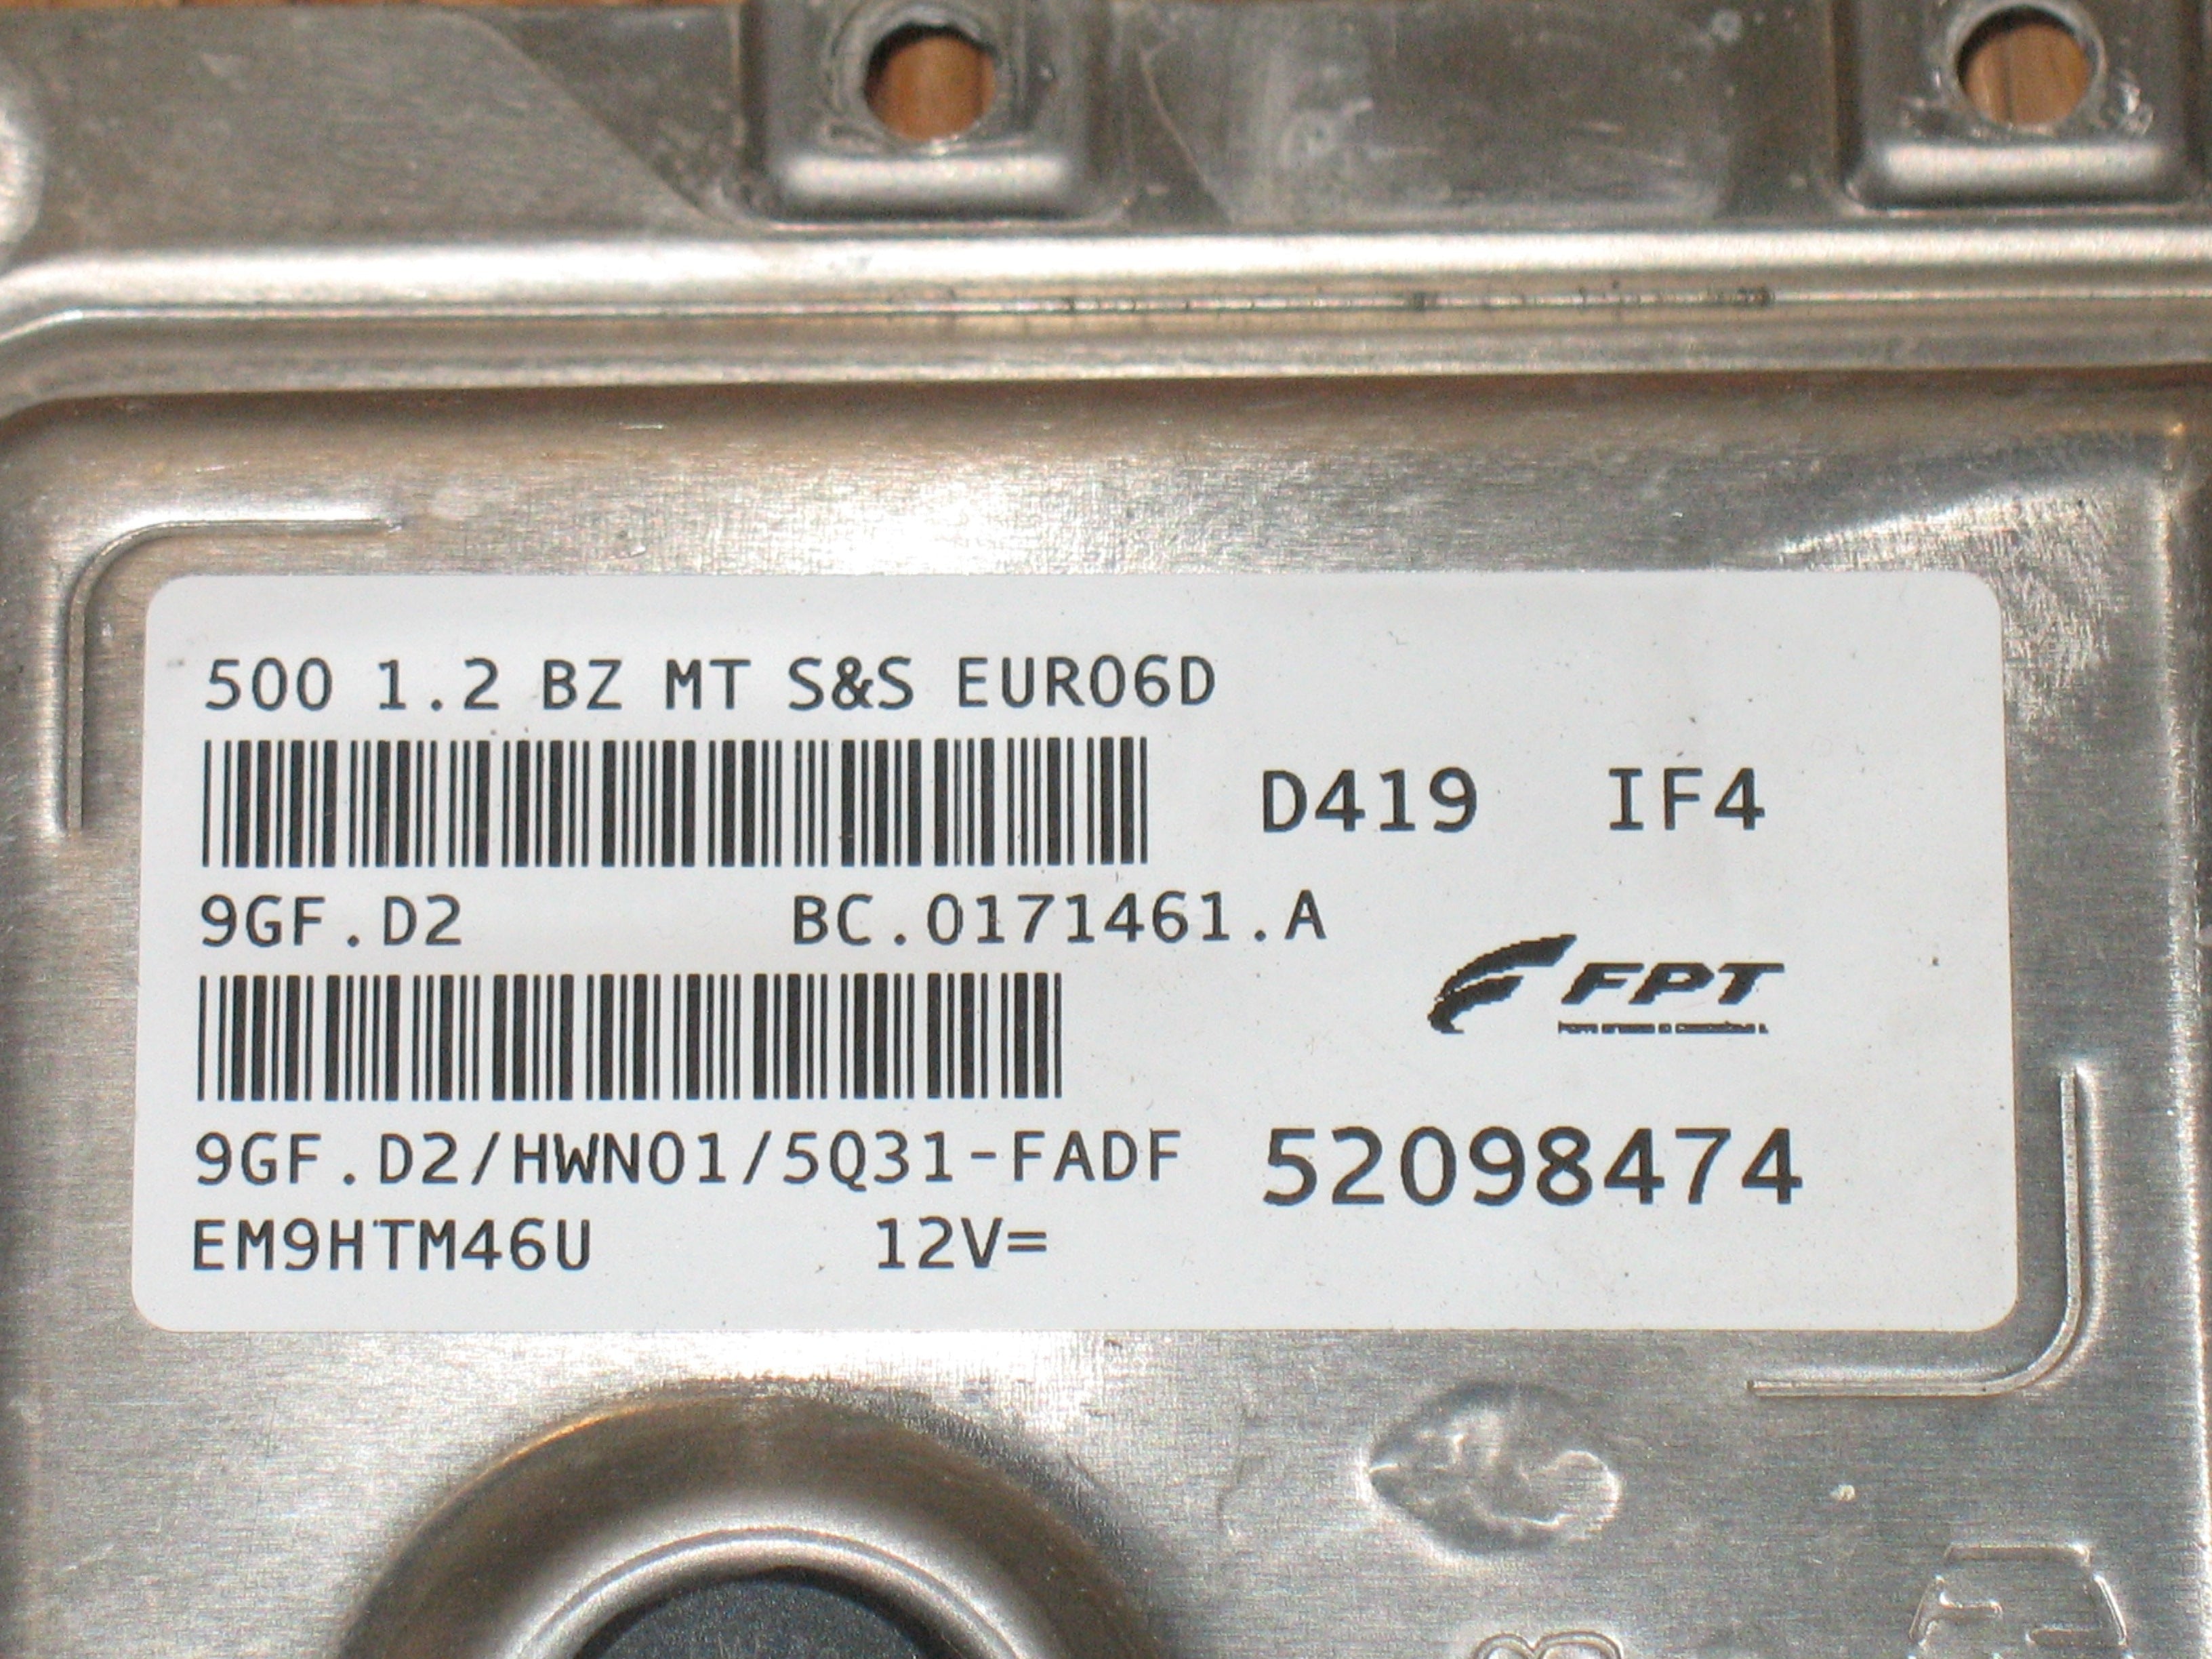 500 1.2 BZ MT S&S EURO6D
D419 IF4
9GF.D2 BC.0171461.A
FPT
9GF.D2/HWN01/5Q31-FADF 52098474
EM9HTM46U 12V=